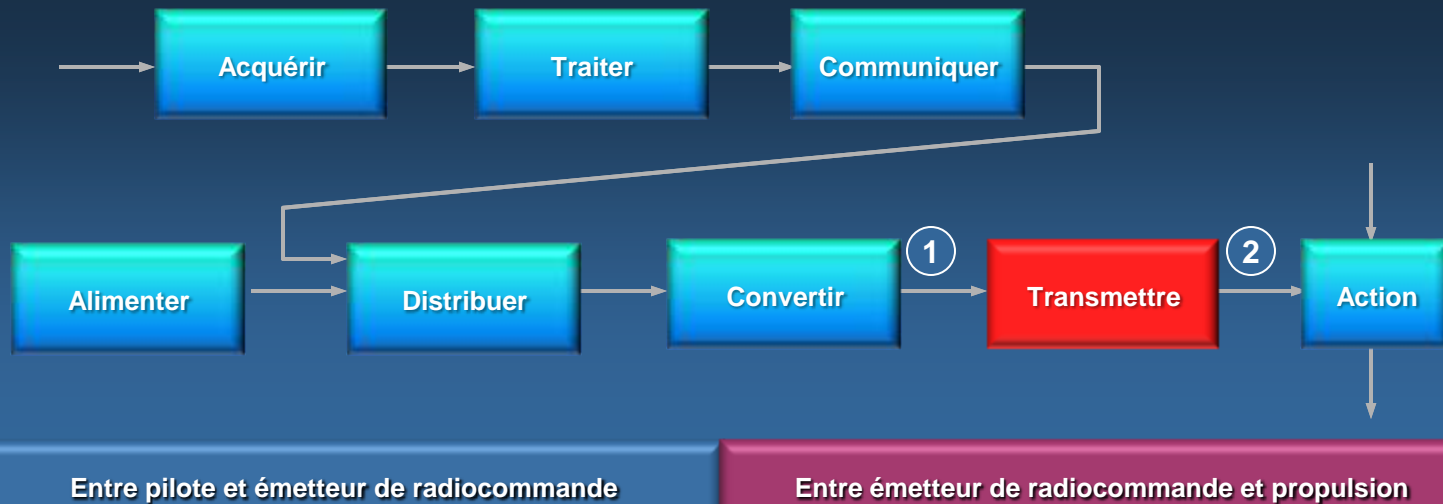 Acquérir
Traiter
Communiquer
Alimenter
Distribuer
Convertir
1
Transmettre
2
Action
Entre pilote et émetteur de radiocommande
Entre émetteur de radiocommande et propulsion